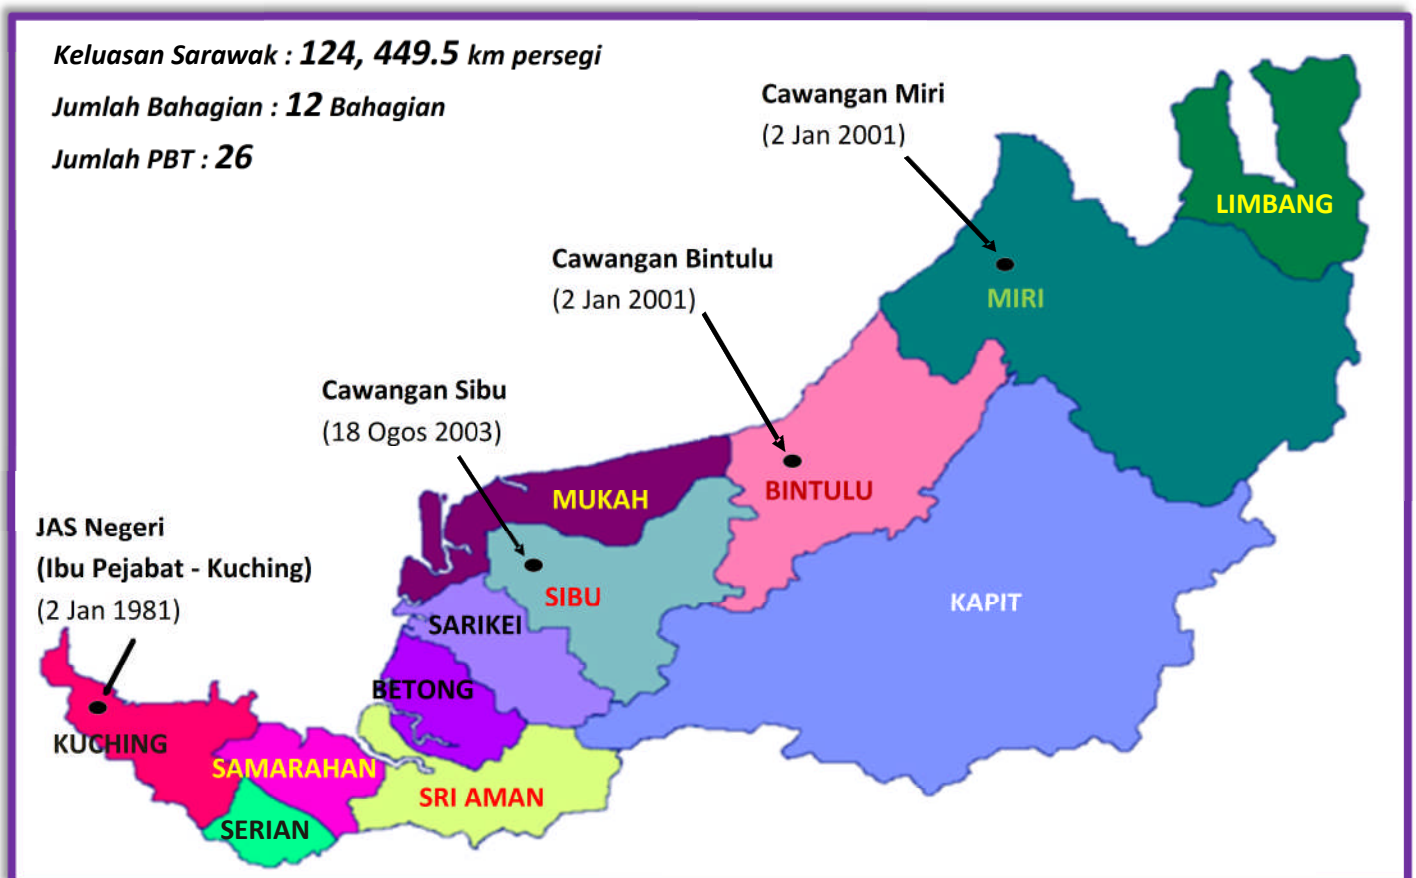 Keluasan Sarawak : 124, 449.5 km persegi
Jumlah Bahagian : 12 Bahagian
Jumlah PBT : 26
Cawangan Miri
(2 Jan 2001)
LIMBANG
Cawangan Bintulu
(2 Jan 2001)
MIRI
Cawangan Sibu
(18 Ogos 2003)
MUKAH
BINTULU
JAS Negeri
(Ibu Pejabat - Kuching)
(2 Jan 1981)
SIBU
KAPIT
SARIKEI
BETONG
KUCHING
SAMARAHAN
SRI AMAN
SERIAN